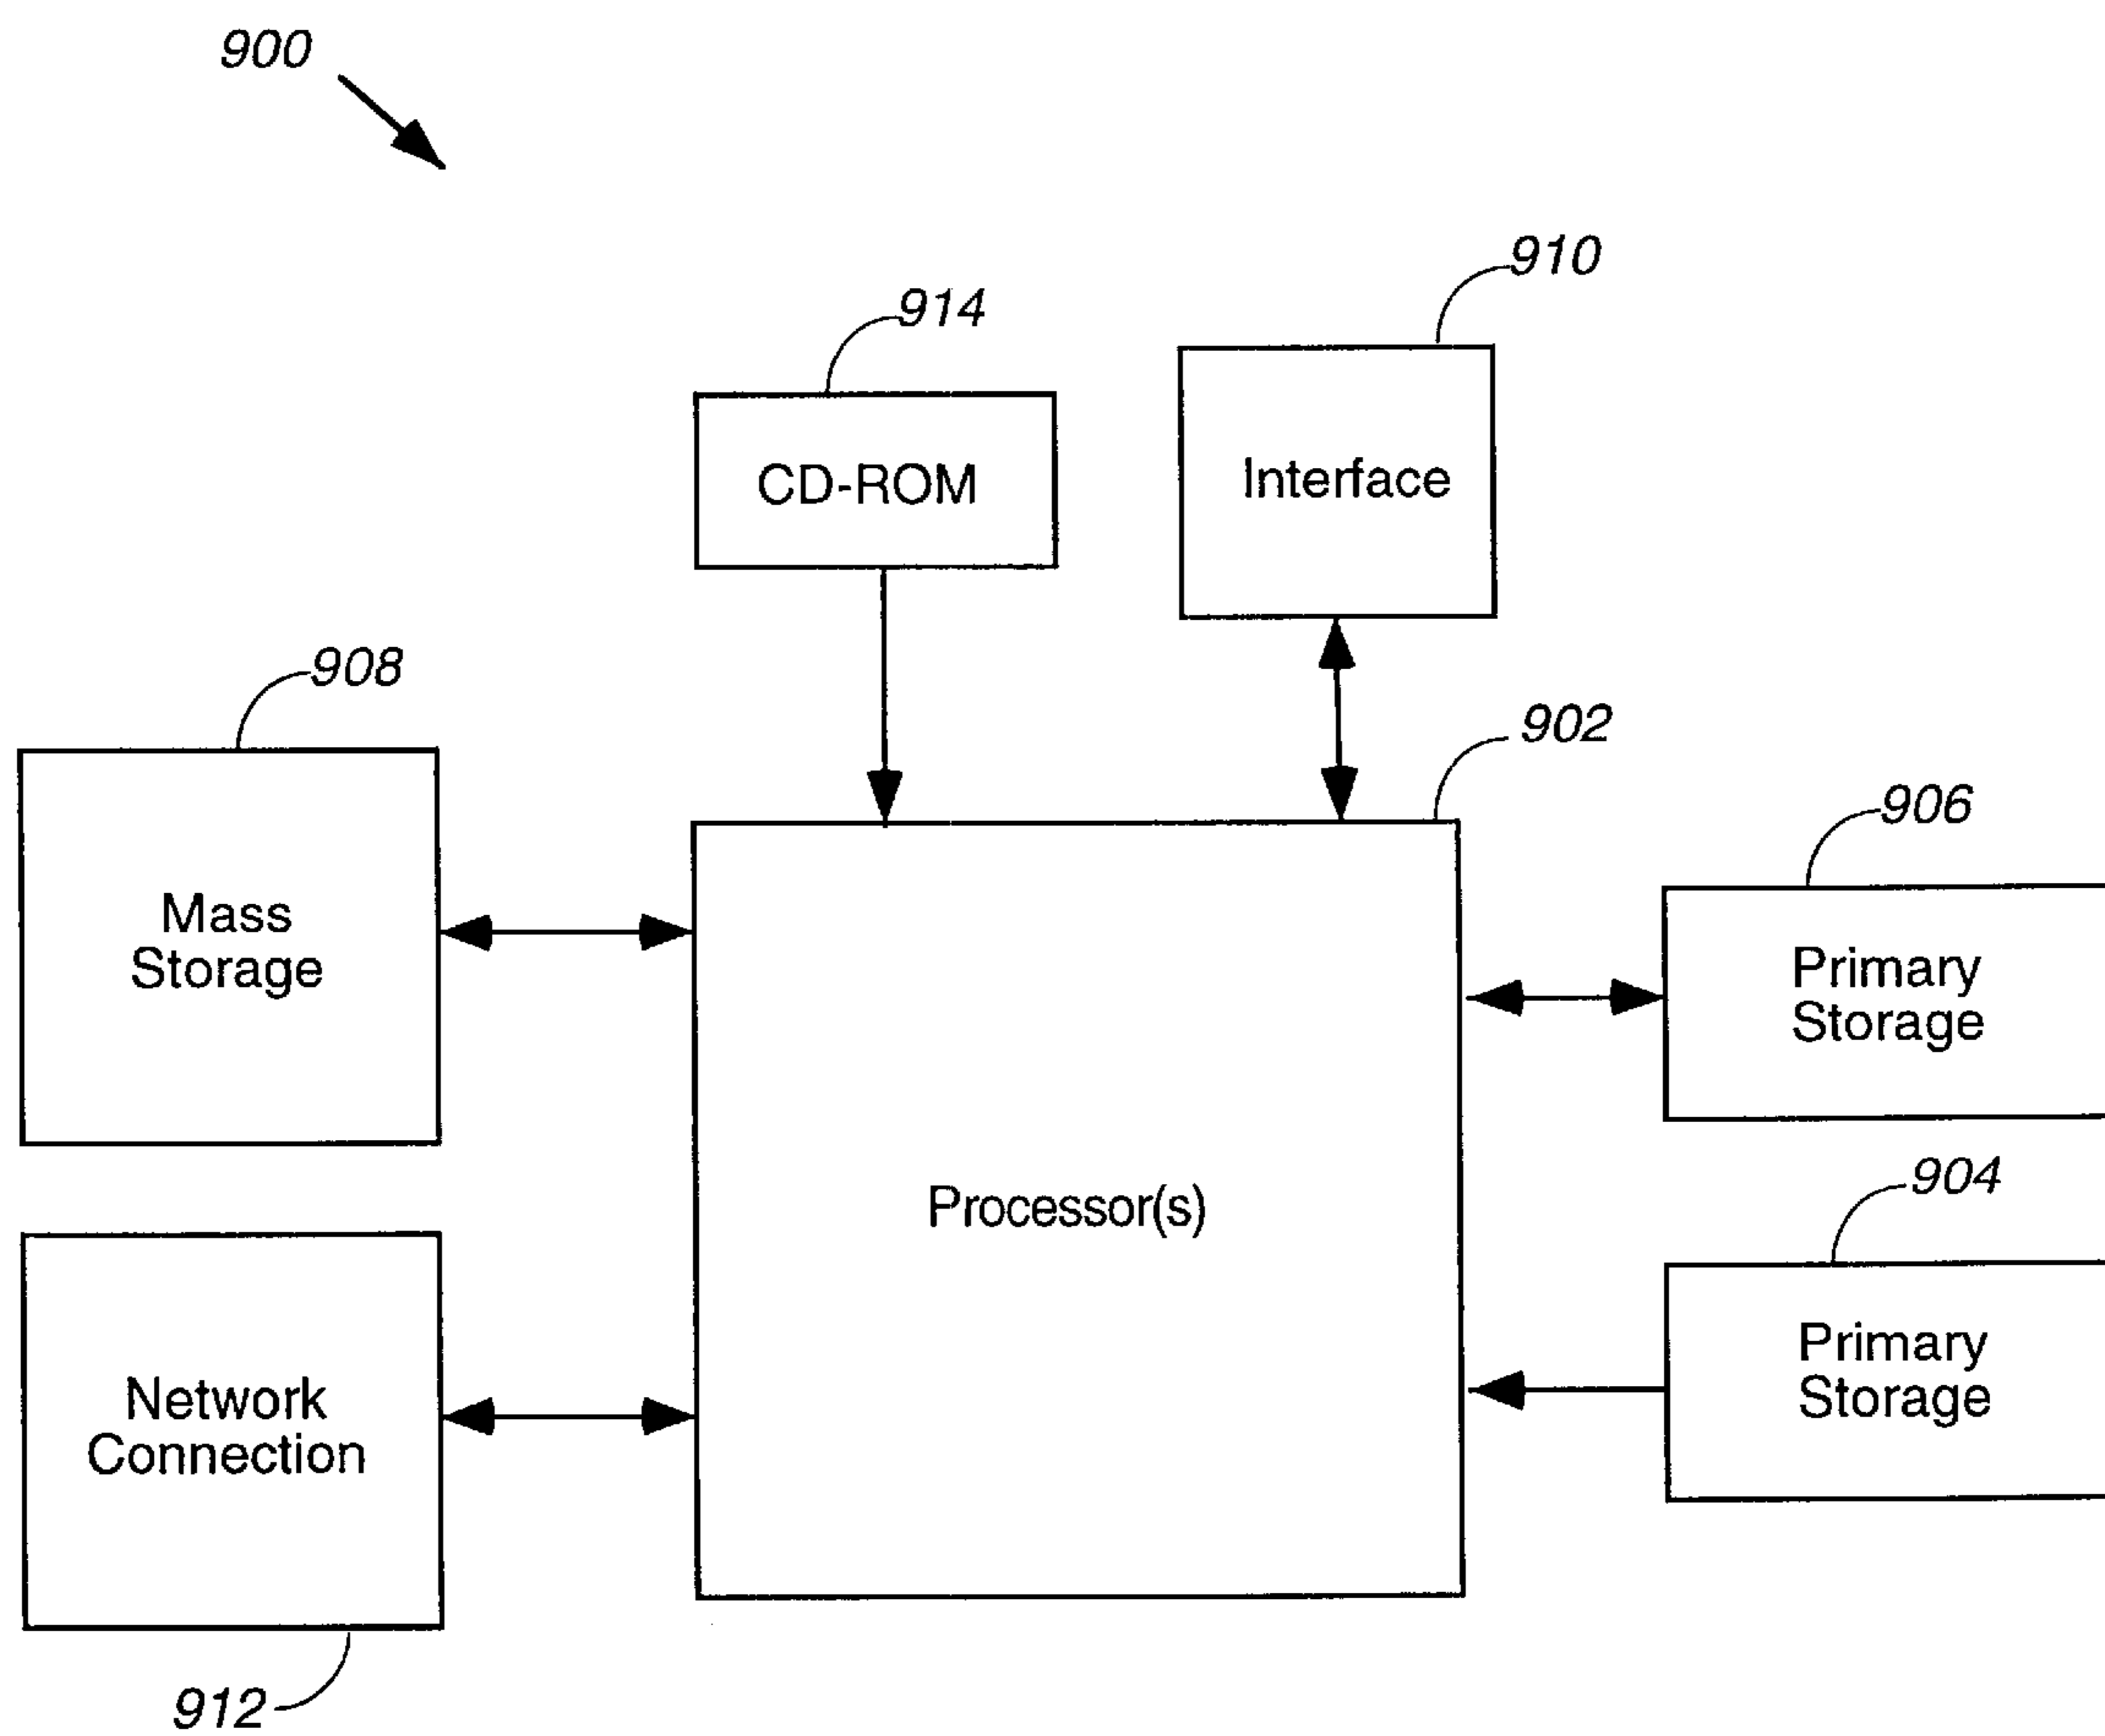 900
910
914
CD-ROM
Interface
908
902
906
Mass
Storage
Primary
Storage
904
Processor(s)
Primary
Storage
Network
Connection
912